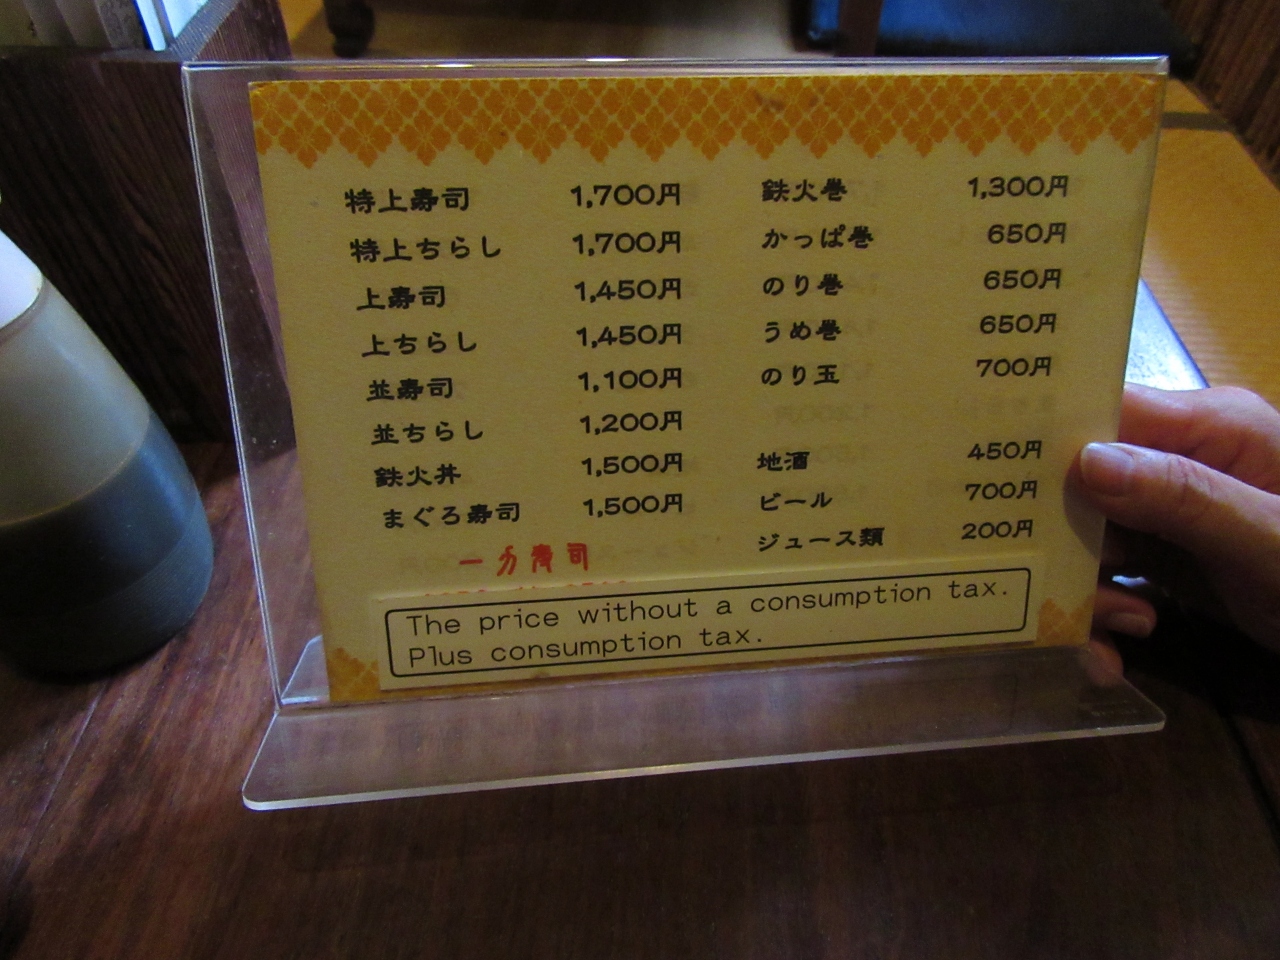 特上寿司 1,700円
特上ちらし 1,700円
上寿司 1,450円
上ちらし 1,450円
並寿司 1,100円
並ちらし 1,200円
鉄火丼 1,500円
まぐろ寿司 1,500円
一力寿司
鉄火巻 1,300円
かっぱ巻 650円
のり巻 650円
うめ巻 650円
のり玉 700円
地酒 450円
ビール 700円
ジュース類 200円
The price without a consumption tax.
Plus consumption tax.